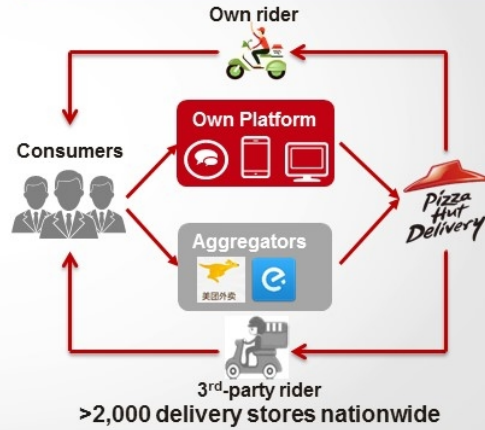 Own rider
Own Platform
Consumers
Pizza
Hut
Delivery
Aggregators
美团外卖
3rd-party rider
>2,000 delivery stores nationwide